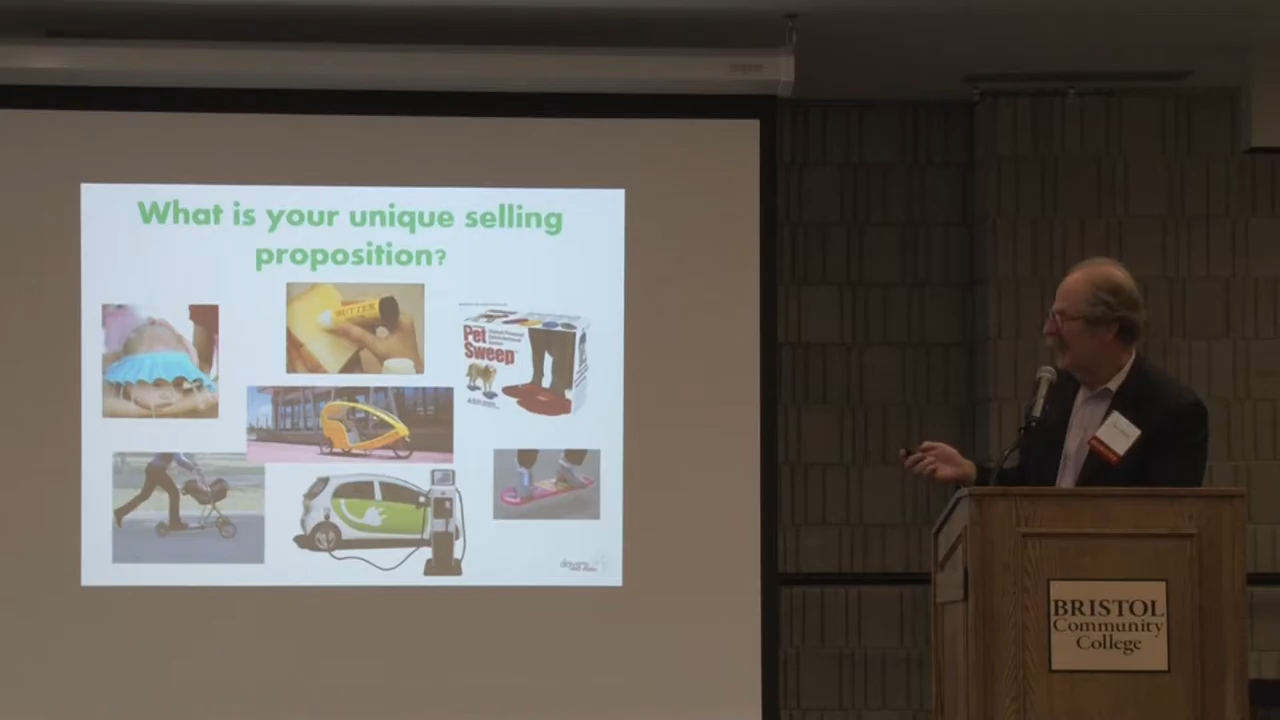 What is your unique selling
proposition?
BUTTER
Pet
Sweep
BRISTOL
Community
College